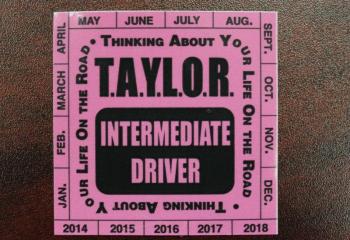 APRIL MAY JUNE JULY AUG. SEPT.
MARCH
FEB.
JAN.
OCT.
NOV.
DEC.
• THINKING ABOUT YOUR LIFE ON THE ROAD
• THINKING ABOUT YOUR LIFE ON THE ROAD
T.A.Y.L.O.R.
INTERMEDIATE
DRIVER
2014 2015 2016 2017 2018